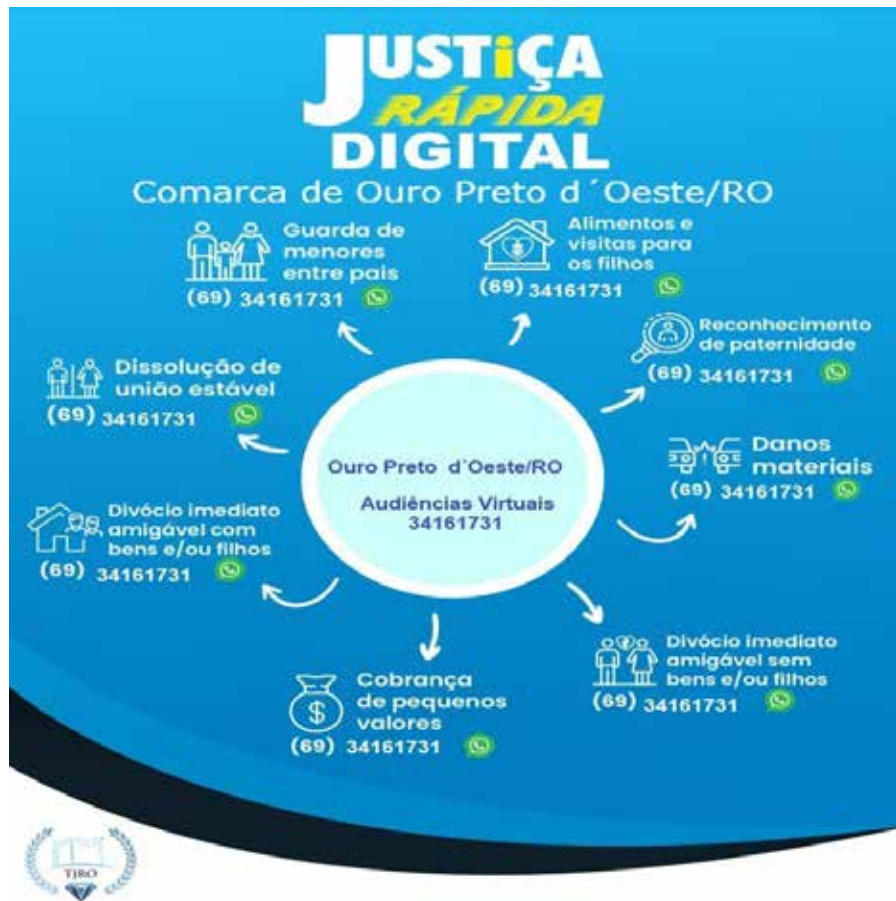 JUSTiÇA
RÁPIDA
DIGITAL
Comarca de Ouro Preto d´Oeste/RO
Guarda de
menores
entre pais
(69) 34161731
Alimentos e
visitas para
os filhos
(69) 34161731
Reconhecimento
de paternidade
(69) 34161731
Dissolução de
união estável
(69) 34161731
Ouro Preto d´Oeste/RO
Audiências Virtuais
34161731
Danos
materiais
(69) 34161731
Divócio imediato
amigável com
bens e/ou filhos
(69) 34161731
Divócio imediato
amigável sem
bens e/ou filhos
(69) 34161731
$
Cobrança
de pequenos
valores
(69) 34161731
TJRO